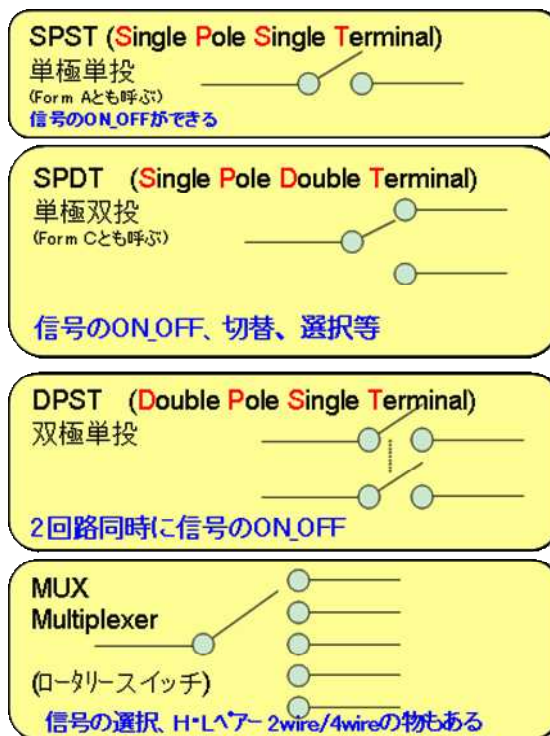 SPST (Single Pole Single Terminal)
単極単投
(Form Aとも呼ぶ)
信号のON_OFFができる
SPDT (Single Pole Double Terminal)
単極双投
(Form Cとも呼ぶ)
信号のON_OFF、切替、選択等
DPST (Double Pole Single Terminal)
双極単投
2回路同時に信号のON_OFF
MUX
Multiplexer
(ロータリースイッチ)
信号の選択、H・Lペアー 2wire/4wireの物もある